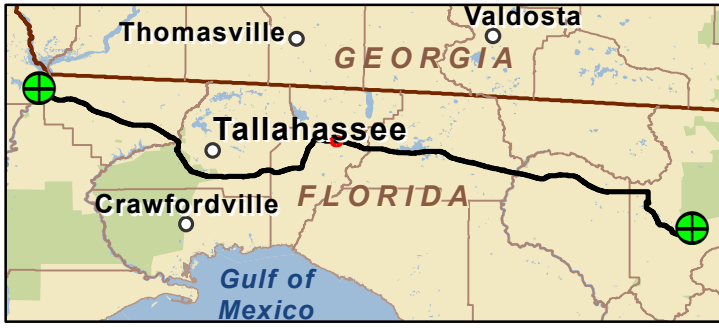 Valdosta
Thomasville
GEORGIA
Tallahassee
FLORIDA
Crawfordville
Gulf of
Mexico